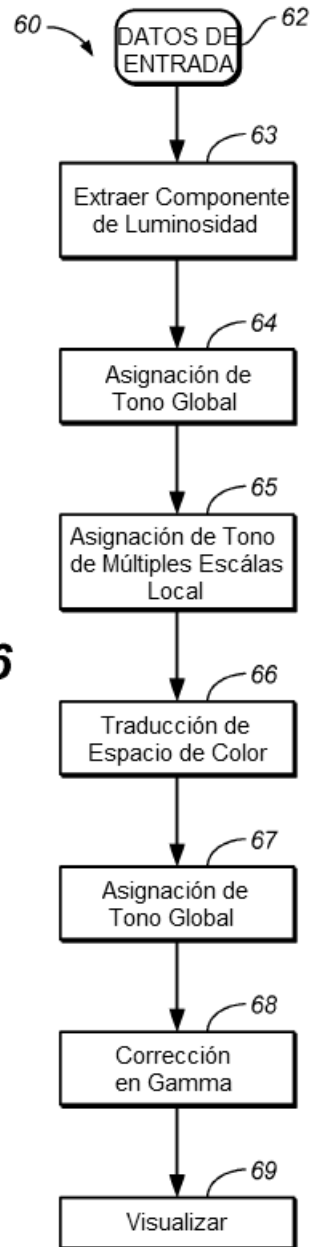 60
DATOS DE
ENTRADA
62
63
Extraer Componente
de Luminosidad
64
Asignación de
Tono Global
65
Asignación de Tono
de Múltiples Escálas
Local
6
66
Traducción de
Espacio de Color
67
Asignación de
Tono Global
68
Corrección
en Gamma
69
Visualizar